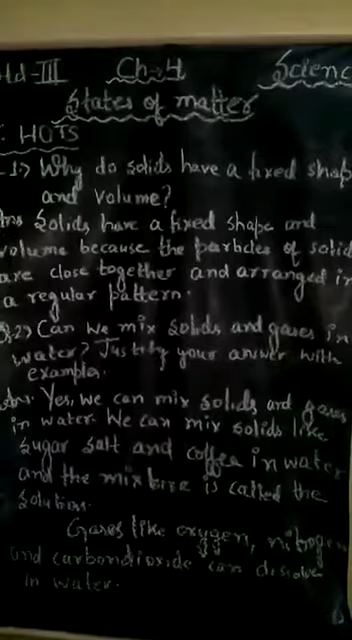 td-III Ch-4 Scienc
States of matter
: HOTS
1:) Why do solids have a fixed shap
and volume?
Ans Solids have a fixed shape and
volume because the particles of solid
are close together and arranged in
a regular pattern.
Q.2:) Can we mix solids and gases in
water? Justify your answer with
example.
Ans: Yes, we can mix solids and gases
in water. We can mix solids like
sugar salt and coffee in water
and the mixture is called the
solution.
Gases like oxygen, nitrogen
and carbondioxide can dissolve
in water.